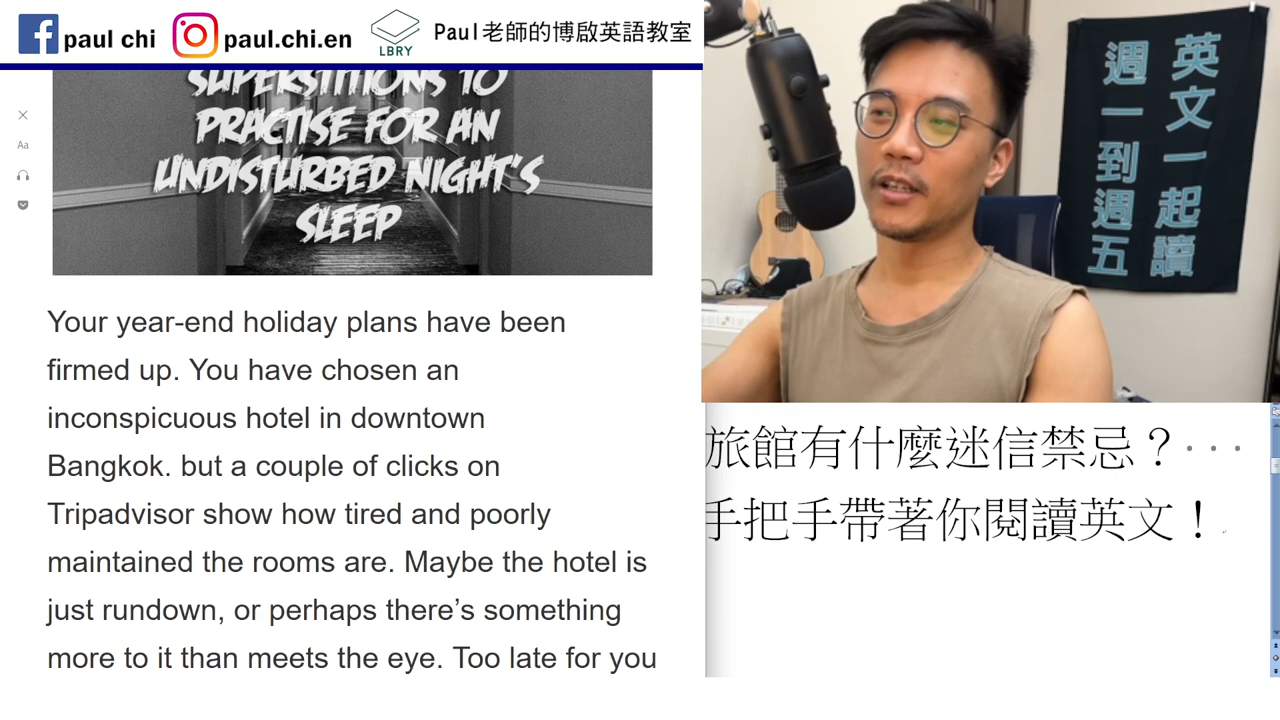 paul chi
paul.chi.en
LBRY
Paul老師的博啟英語教室
SUPERSTITIONS TO
PRACTISE FOR AN
UNDISTURBED NIGHT'S
SLEEP
Aa
Your year-end holiday plans have been
firmed up. You have chosen an
inconspicuous hotel in downtown
Bangkok. but a couple of clicks on
Tripadvisor show how tired and poorly
maintained the rooms are. Maybe the hotel is
just rundown, or perhaps there’s something
more to it than meets the eye. Too late for you
英文一起讀
週一到週五
旅館有什麼迷信禁忌？···
手把手帶著你閱讀英文！